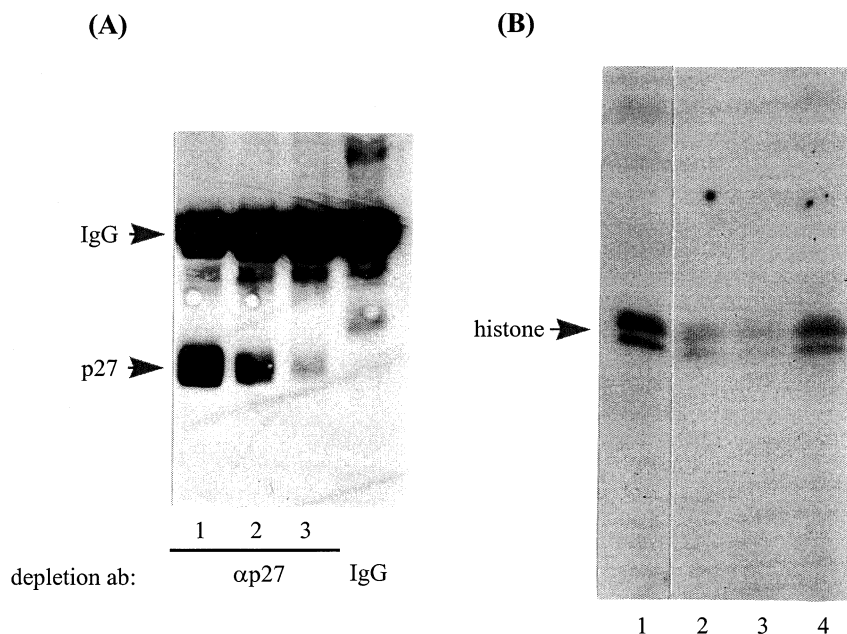 (A)
(B)
IgG
histone
p27
1 2 3
depletion ab: αp27 IgG
1 2 3 4